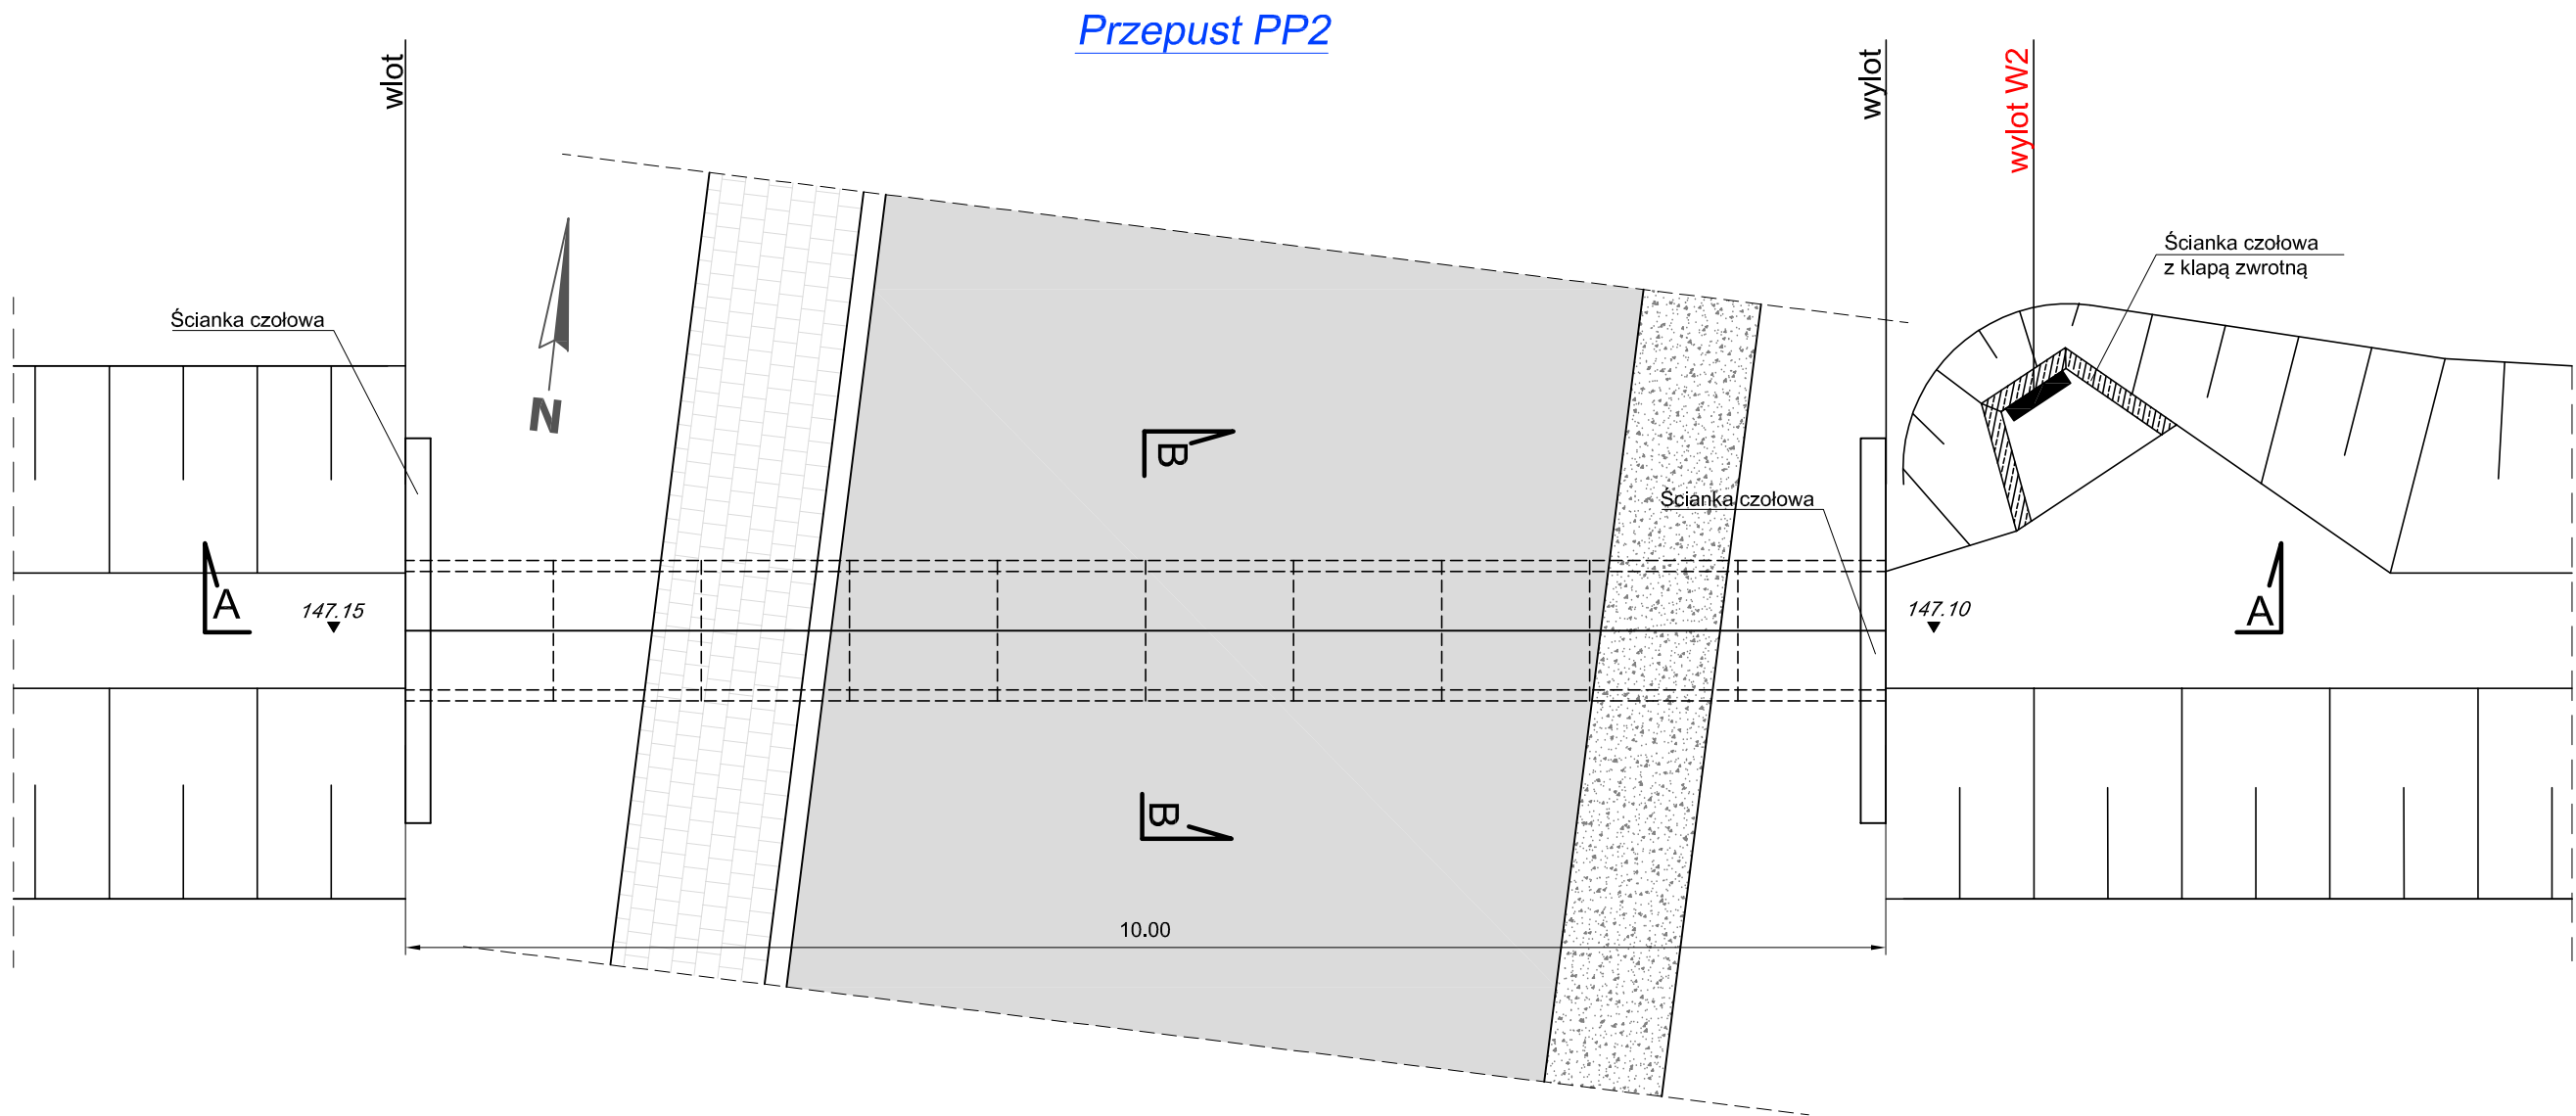 Przepust PP2
wlot
wylot
wylot W2
Ścianka czołowa
z klapą zwrotną
Ścianka czołowa
N
B
Ścianka czołowa
A
147.15
147.10
A
B
10.00